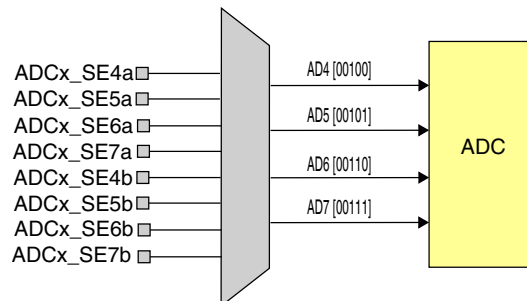 ADCx_SE4a
ADCx_SE5a
ADCx_SE6a
ADCx_SE7a
ADCx_SE4b
ADCx_SE5b
ADCx_SE6b
ADCx_SE7b
AD4 [00100]
AD5 [00101]
AD6 [00110]
AD7 [00111]
ADC